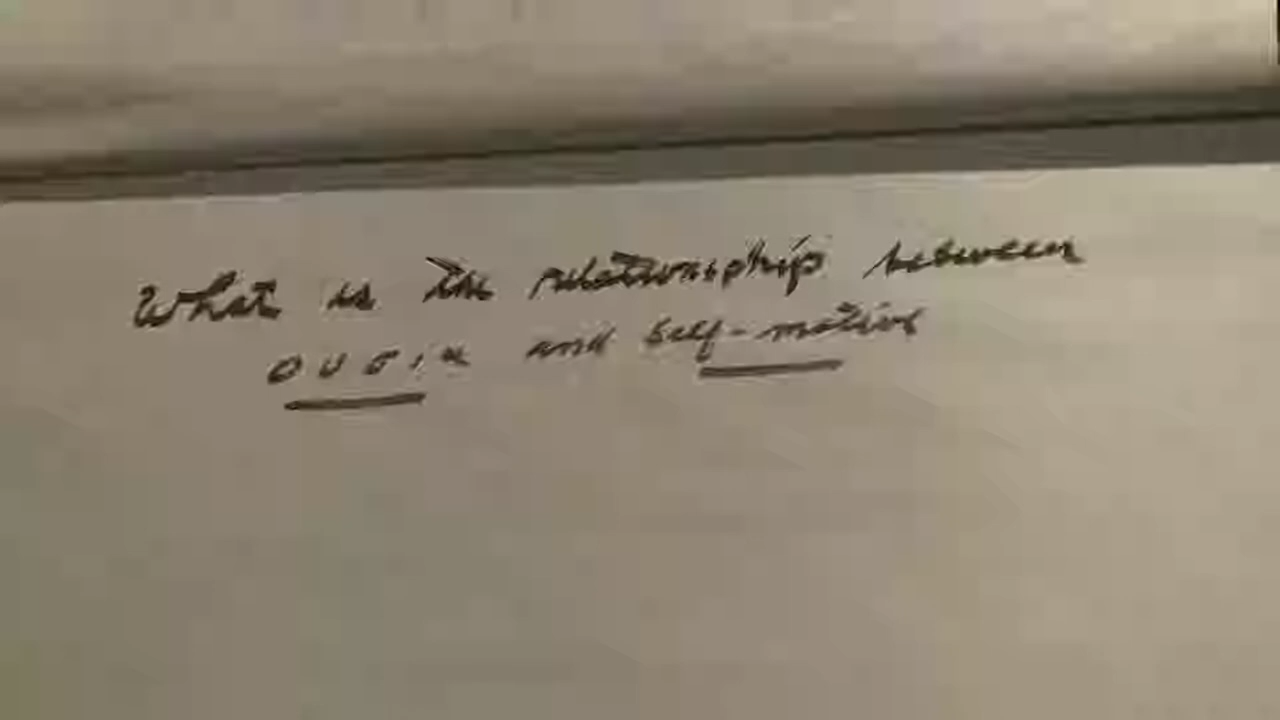 What is the relationship between
ουσια and self-motion